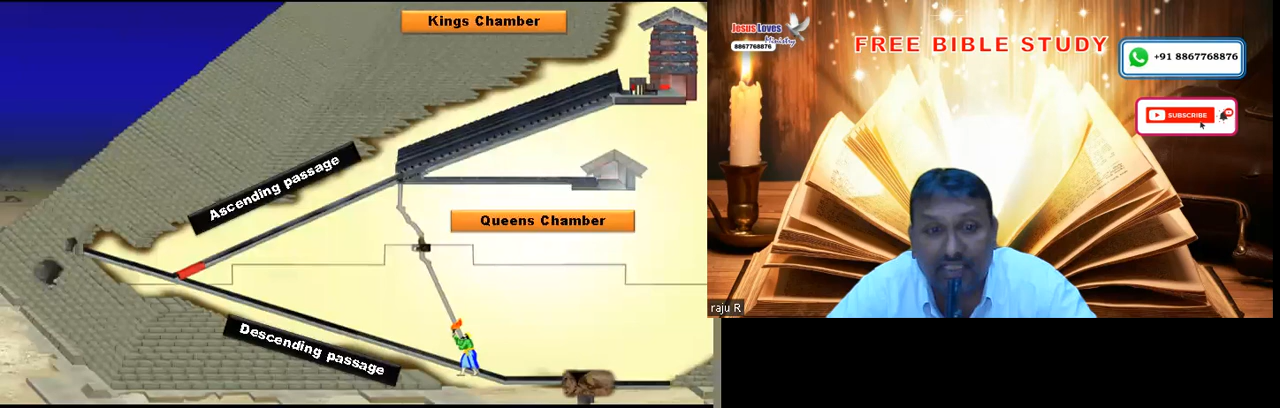 Kings Chamber
Ascending passage
Queens Chamber
Descending passage
Jesus Loves
Ministry
8867768876
FREE BIBLE STUDY
+91 8867768876
SUBSCRIBE
raju R